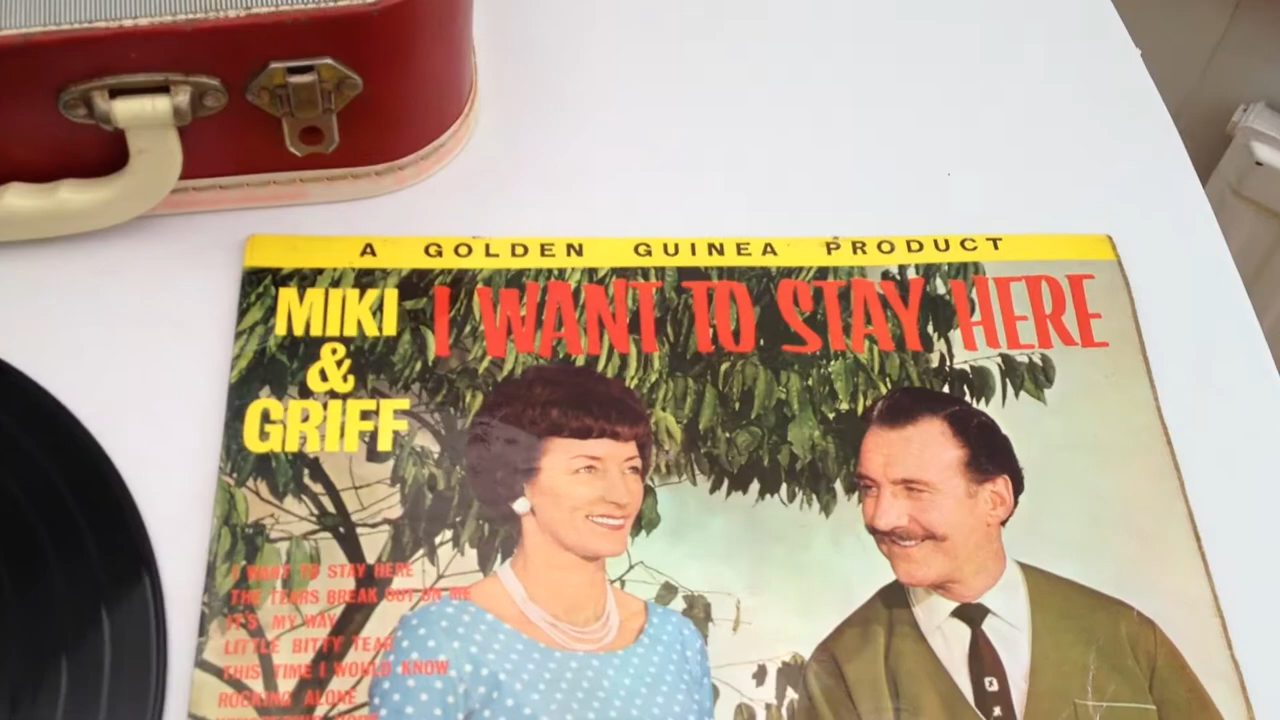 A GOLDEN GUINEA PRODUCT
MIKI
&
GRIFF
I WANT TO STAY HERE
I WANT TO STAY HERE
THE TEARS BREAK OUT ON ME
IT'S MY WAY
LITTLE BITTY TEAR
THIS TIME I WOULD KNOW
ROCKING ALONE